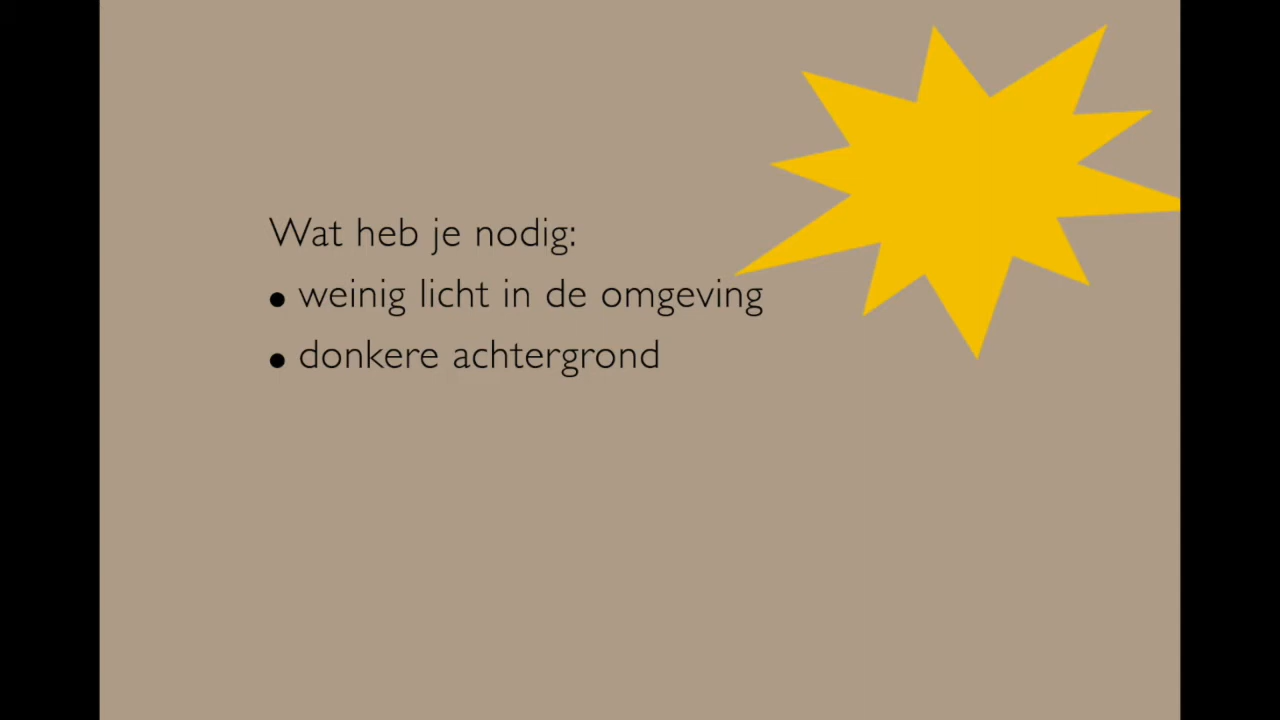 Wat heb je nodig:
• weinig licht in de omgeving
• donkere achtergrond